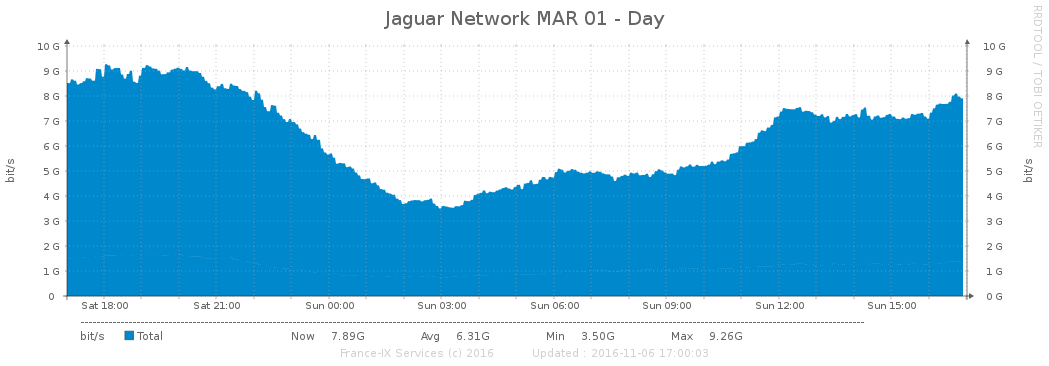 Jaguar Network MAR 01 - Day
RRDTOOL / TOBI OETIKER
10 G 10 G
9 G 9 G
8 G 8 G
7 G 7 G
6 G 6 G
5 G 5 G
4 G 4 G
3 G 3 G
2 G 2 G
1 G 1 G
0 0 G
bit/s
bit/s
Sat 18:00 Sat 21:00 Sun 00:00 Sun 03:00 Sun 06:00 Sun 09:00 Sun 12:00 Sun 15:00
bit/s Total Now 7.89G Avg 6.31G Min 3.50G Max 9.26G
France-IX Services (c) 2016 Updated : 2016-11-06 17:00:03